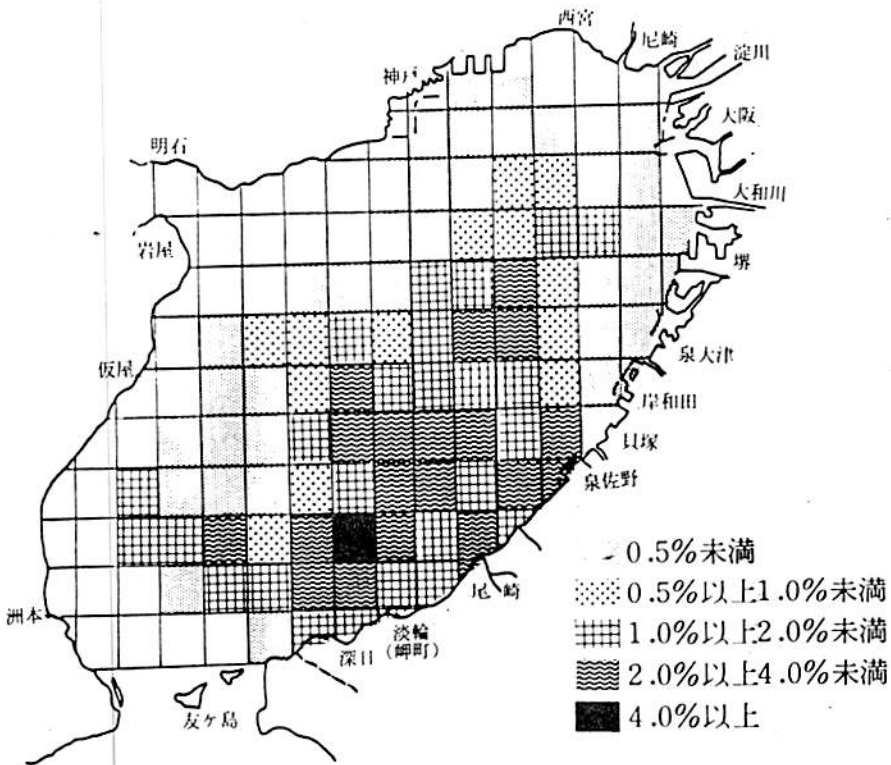 西宮
尼崎
淀川
神戸
大阪
明石
大和川
岩屋
堺
泉大津
仮屋
岸和田
貝塚
泉佐野
0.5%未満
尾崎
0.5%以上1.0%未満
洲本
淡輪
1.0%以上2.0%未満
深日(岬町)
2.0%以上4.0%未満
友ケ島
4.0%以上